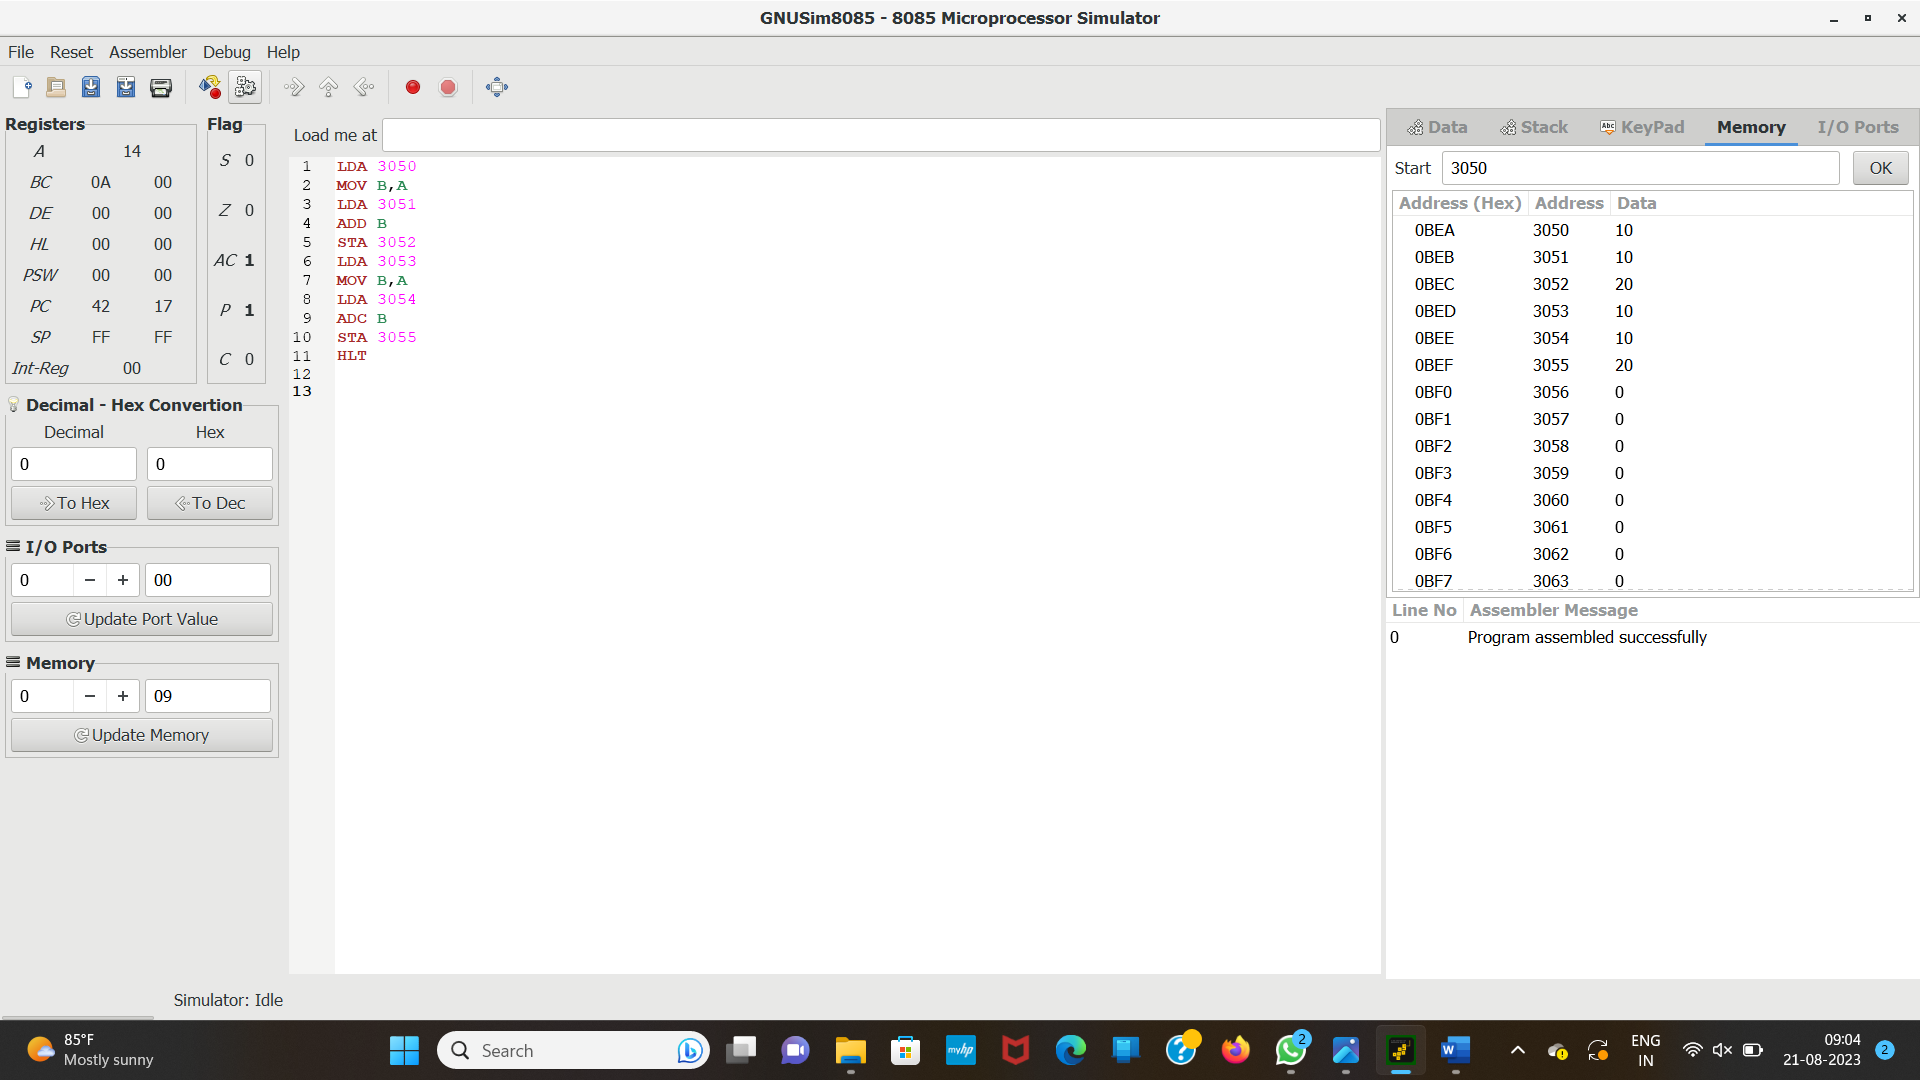 GNUSim8085 - 8085 Microprocessor Simulator
File Reset Assembler Debug Help
Registers
A 14
BC 0A 00
DE 00 00
HL 00 00
PSW 00 00
PC 42 17
SP FF FF
Int-Reg 00
Flag
S 0
Z 0
AC 1
P 1
C 0
Decimal - Hex Convertion
Decimal Hex
0 0
To Hex To Dec
I/O Ports
0 − + 00
Update Port Value
Memory
0 − + 09
Update Memory
Load me at
1 LDA 3050
2 MOV B,A
3 LDA 3051
4 ADD B
5 STA 3052
6 LDA 3053
7 MOV B,A
8 LDA 3054
9 ADC B
10 STA 3055
11 HLT
12
13
Data Stack Abc KeyPad Memory I/O Ports
Start 3050 OK
Address (Hex) Address Data
0BEA 3050 10
0BEB 3051 10
0BEC 3052 20
0BED 3053 10
0BEE 3054 10
0BEF 3055 20
0BF0 3056 0
0BF1 3057 0
0BF2 3058 0
0BF3 3059 0
0BF4 3060 0
0BF5 3061 0
0BF6 3062 0
0BF7 3063 0
Line No Assembler Message
0 Program assembled successfully
Simulator: Idle
85°F
Mostly sunny
Search
myhp
2
W
ENG
IN
09:04
21-08-2023
2